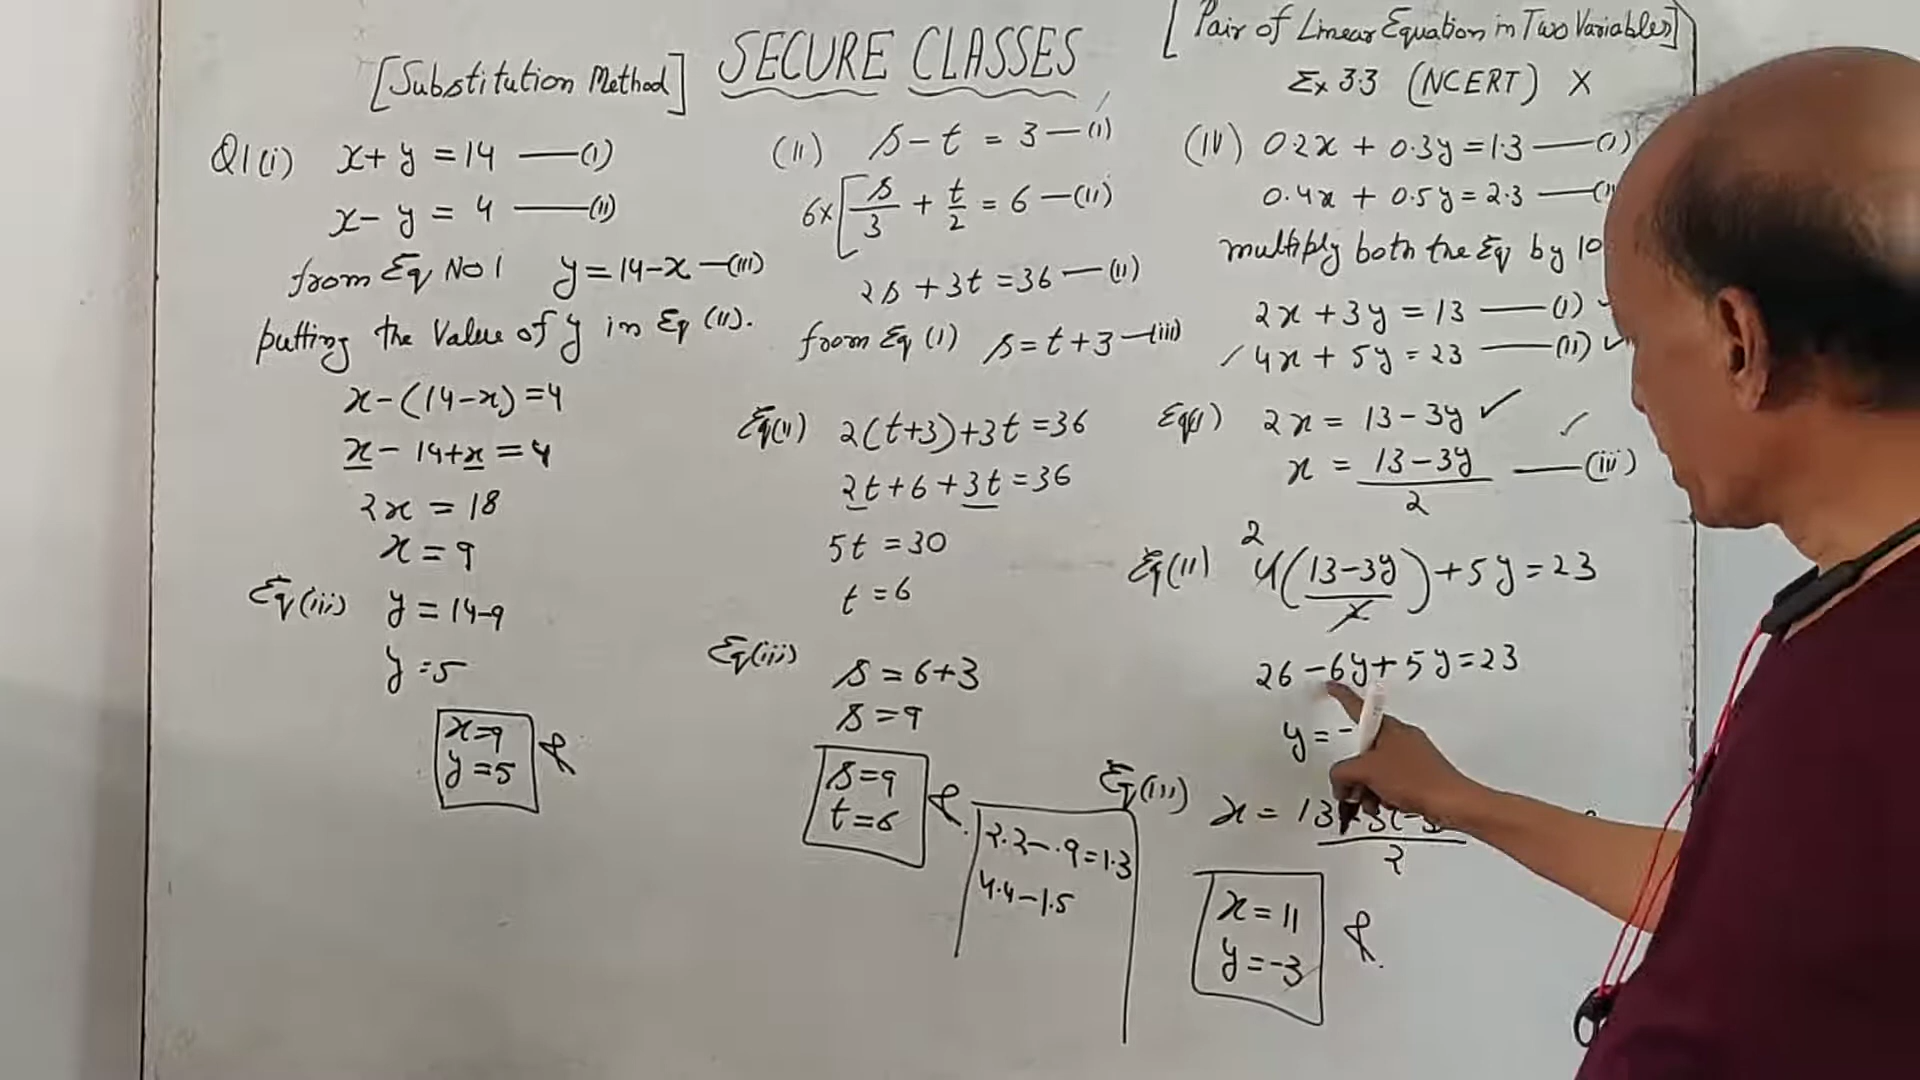 [Substitution Method] SECURE CLASSES
[Pair of Linear Equation in Two Variables]
Ex 3.3 (NCERT) X
Q1(i) x+y=14 —(i)
x-y=4 —(ii)
from Eq No 1 y=14-x —(iii)
putting the Value of y in Eq (ii).
x-(14-x)=4
x-14+x=4
2x=18
x=9
Eq(iii) y=14-9
y=5
x=9
y=5
(ii) s-t=3 —(i)
6×[s/3+t/2=6 —(ii)
2s+3t=36 —(ii)
from Eq (i) s=t+3 —(iii)
Eq(ii) 2(t+3)+3t=36
2t+6+3t=36
5t=30
t=6
Eq(iii) s=6+3
s=9
s=9
t=6
2.2-.9=1.3
4.4-1.5
(iv) 0.2x+0.3y=1.3 —(i)
0.4x+0.5y=2.3
multiply both the Eq by 10
2x+3y=13 —(i)
4x+5y=23 —(ii)
Eq(i) 2x=13-3y
x=13-3y/2 —(iii)
2
Eq(ii) 4(13-3y/2)+5y=23
26-6y+5y=23
y=-
Eq(iii) x=13-3(-3/2
x=11
y=-3